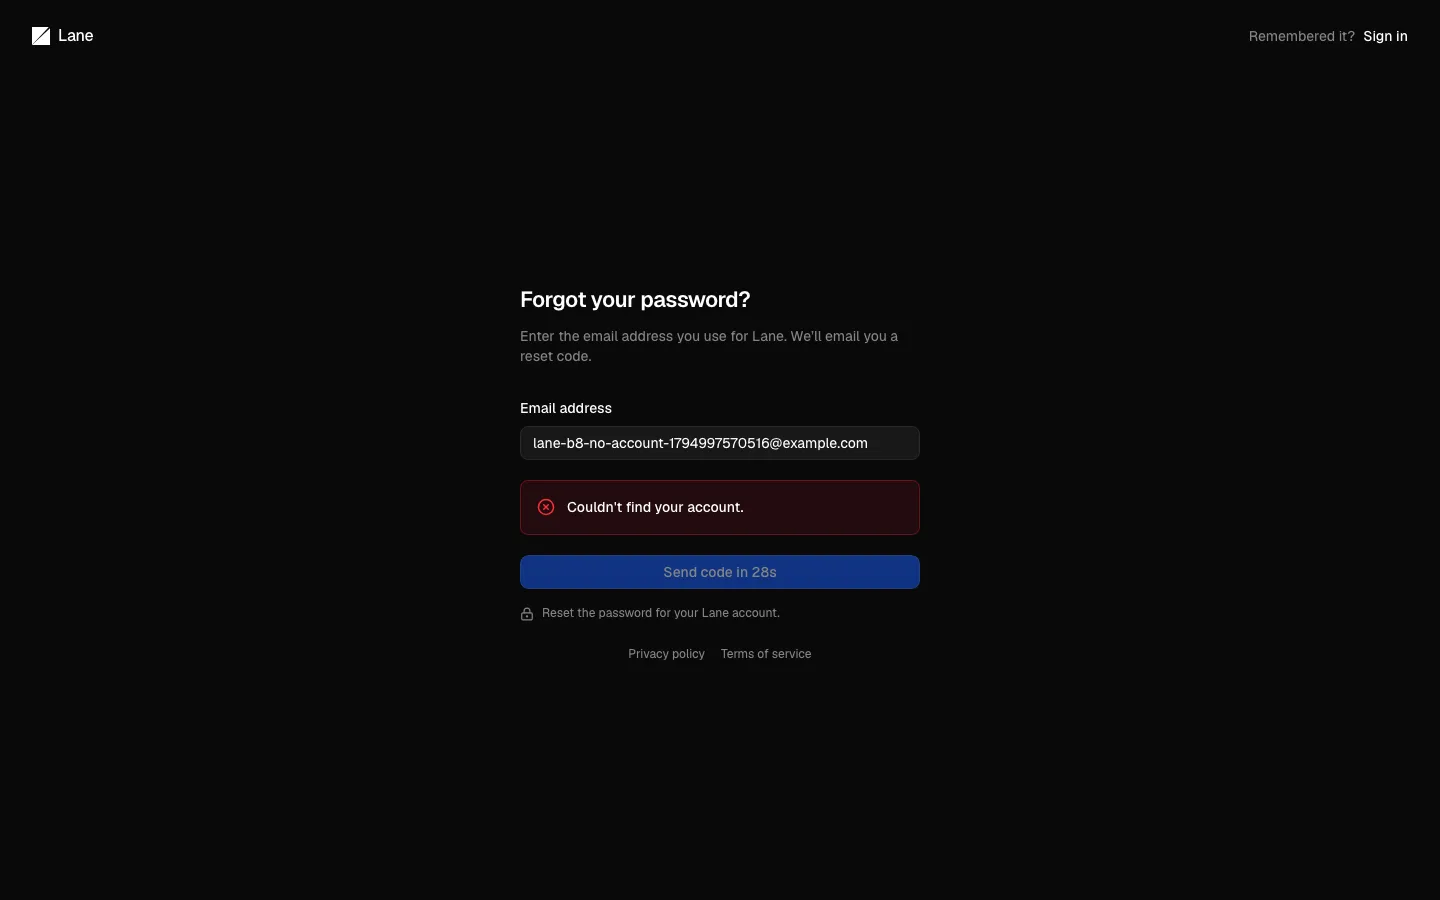 Lane
Remembered it? Sign in
Forgot your password?
Enter the email address you use for Lane. We’ll email you a
reset code.
Email address
lane-b8-no-account-1794997570516@example.com
Couldn't find your account.
Send code in 28s
Reset the password for your Lane account.
Privacy policy Terms of service